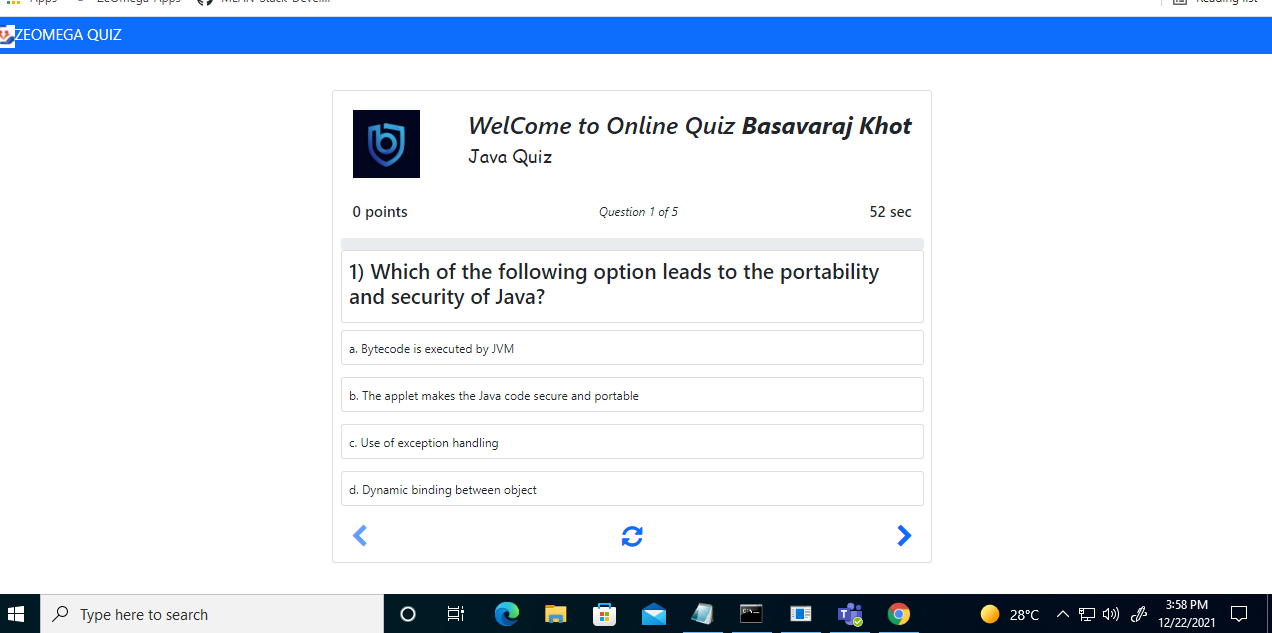 Apps ZeOmega Apps MEAN-Stack-Develi... Reading list
ZEOMEGA QUIZ
WelCome to Online Quiz Basavaraj Khot
Java Quiz
0 points Question 1 of 5 52 sec
1) Which of the following option leads to the portability
and security of Java?
a. Bytecode is executed by JVM
b. The applet makes the Java code secure and portable
c. Use of exception handling
d. Dynamic binding between object
Type here to search 28°C 3:58 PM
12/22/2021